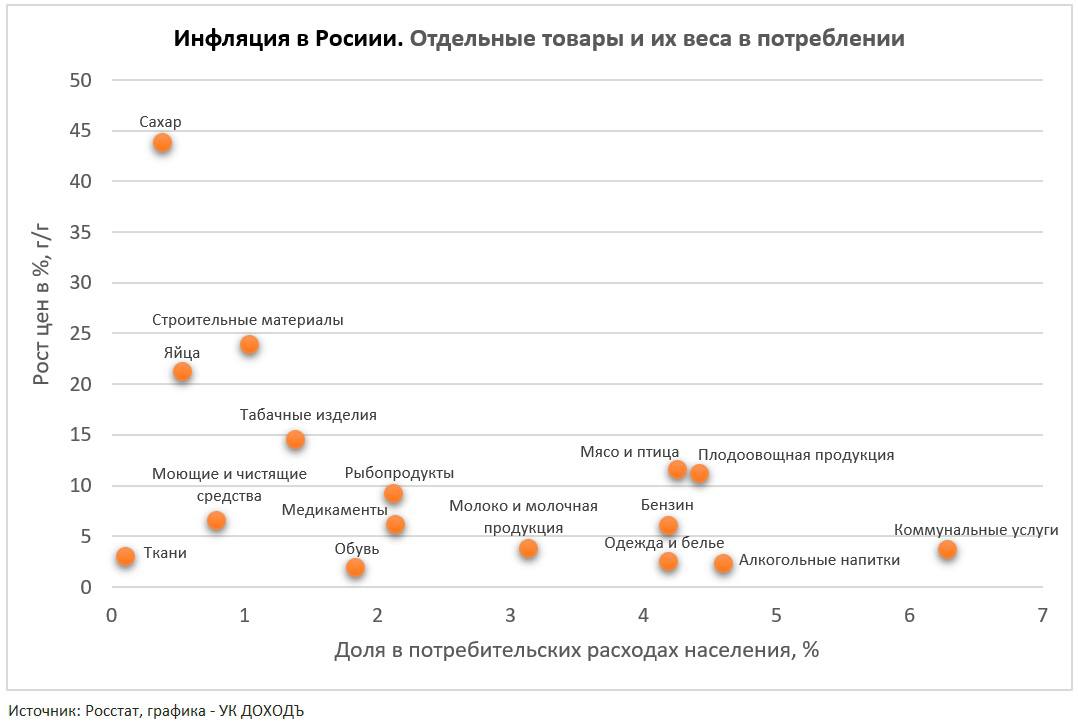 Инфляция в Росиии. Отдельные товары и их веса в потреблении
50
45
40
35
30
25
20
15
10
5
0
Рост цен в %, г/г
Сахар
Строительные материалы
Яйца
Табачные изделия
Мясо и птица
Плодоовощная продукция
Моющие и чистящие
средства
Рыбопродукты
Медикаменты
Молоко и молочная
продукция
Бензин
Коммунальные услуги
Ткани
Обувь
Одежда и белье
Алкогольные напитки
0 1 2 3 4 5 6 7
Доля в потребительских расходах населения, %
Источник: Росстат, графика - УК ДОХОДЪ